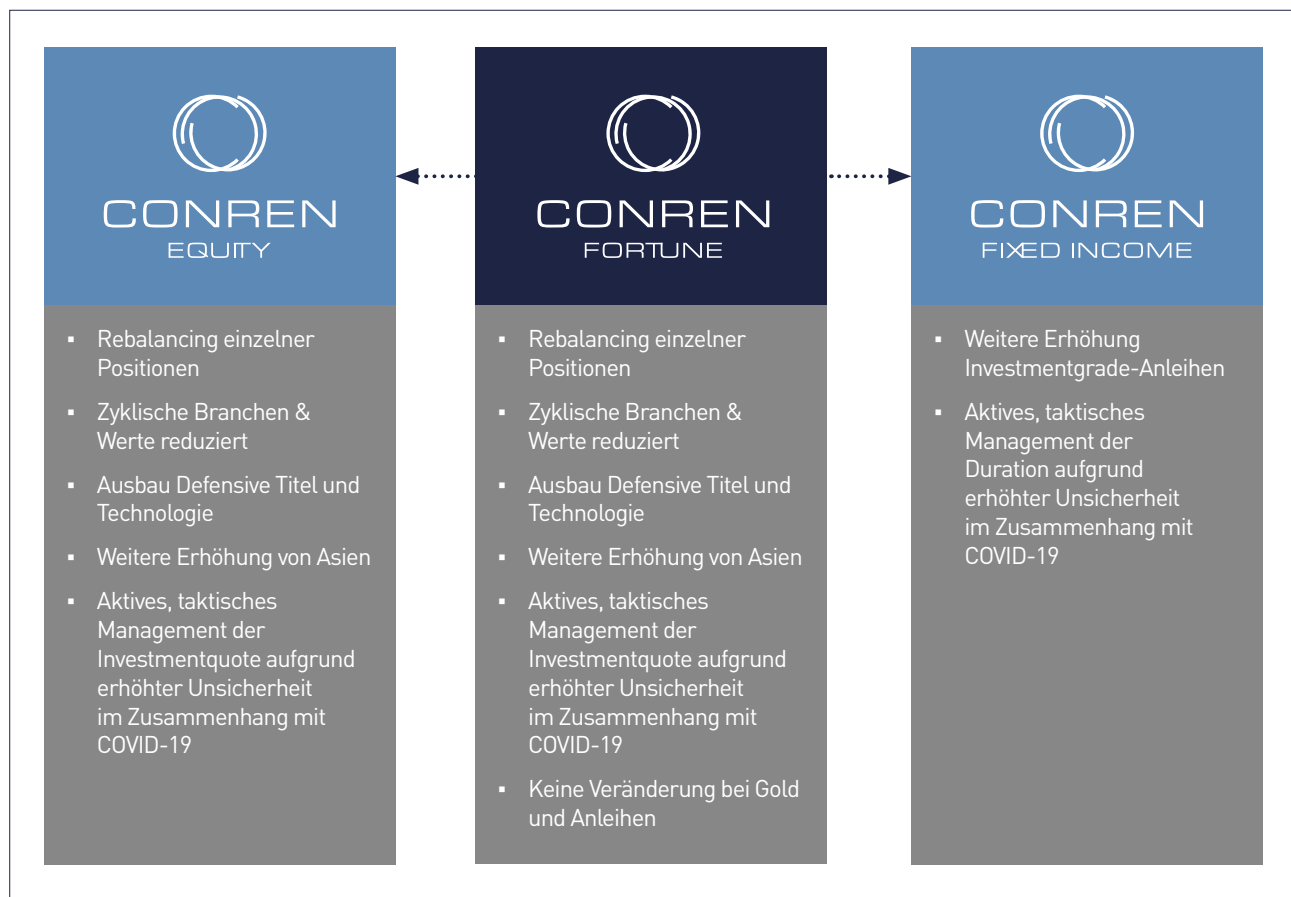 CONREN
EQUITY
▪ Rebalancing einzelner
Positionen
▪ Zyklische Branchen &
Werte reduziert
▪ Ausbau Defensive Titel und
Technologie
▪ Weitere Erhöhung von Asien
▪ Aktives, taktisches
Management der
Investmentquote aufgrund
erhöhter Unsicherheit
im Zusammenhang mit
COVID-19
CONREN
FORTUNE
▪ Rebalancing einzelner
Positionen
▪ Zyklische Branchen &
Werte reduziert
▪ Ausbau Defensive Titel und
Technologie
▪ Weitere Erhöhung von Asien
▪ Aktives, taktisches
Management der
Investmentquote aufgrund
erhöhter Unsicherheit
im Zusammenhang mit
COVID-19
▪ Keine Veränderung bei Gold
und Anleihen
CONREN
FIXED INCOME
▪ Weitere Erhöhung
Investmentgrade-Anleihen
▪ Aktives, taktisches
Management der
Duration aufgrund
erhöhter Unsicherheit
im Zusammenhang mit
COVID-19